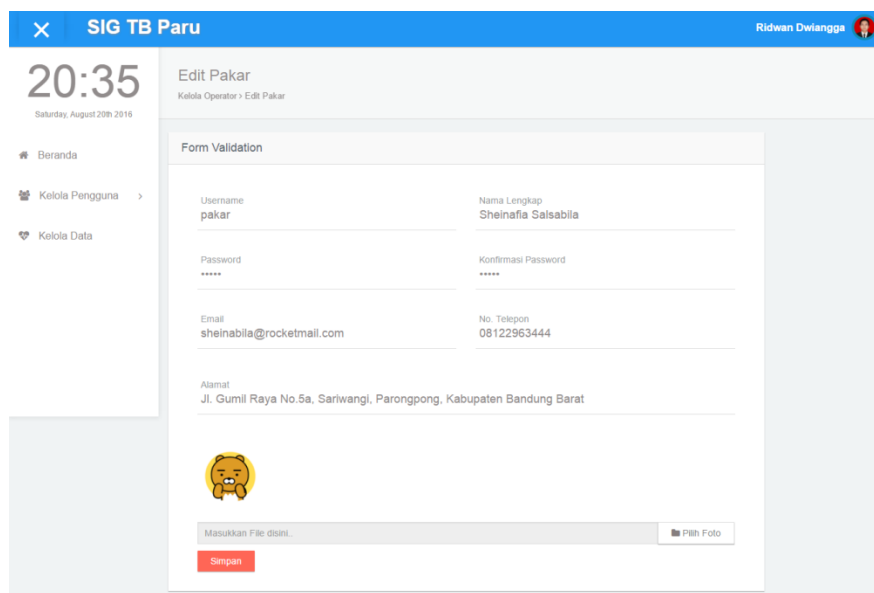 SIG TB Paru
Ridwan Dwiangga
20:35
Saturday, August 20th 2016
Beranda
Kelola Pengguna
Kelola Data
Edit Pakar
Kelola Operator > Edit Pakar
Form Validation
Username
pakar
Nama Lengkap
Sheinafia Salsabila
Password
•••••
Konfirmasi Password
•••••
Email
sheinabila@rocketmail.com
No. Telepon
08122963444
Alamat
Jl. Gumil Raya No.5a, Sariwangi, Parongpong, Kabupaten Bandung Barat
Masukkan File disini..
Pilih Foto
Simpan